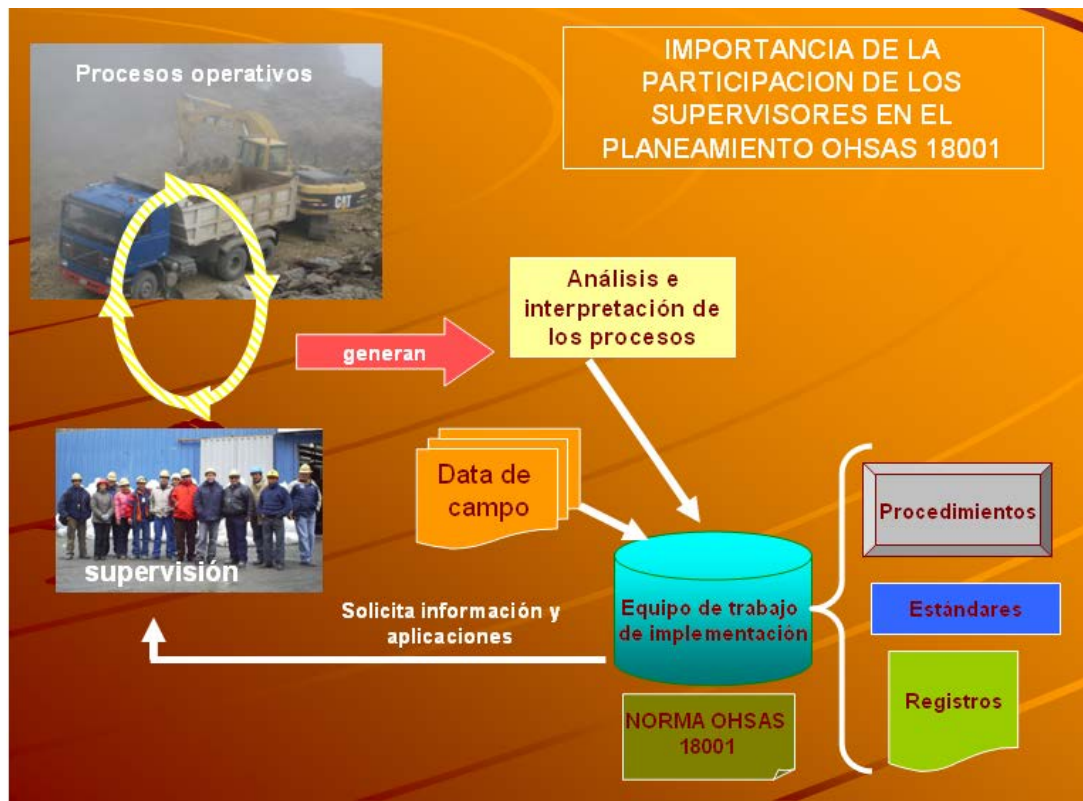 Procesos operativos
IMPORTANCIA DE LA
PARTICIPACION DE LOS
SUPERVISORES EN EL
PLANEAMIENTO OHSAS 18001
CAT
Análisis e
interpretación de
los procesos
generan
Data de
campo
supervisión
Solicita información y
aplicaciones
Equipo de trabajo
de implementación
NORMA OHSAS
18001
Procedimientos
Estándares
Registros